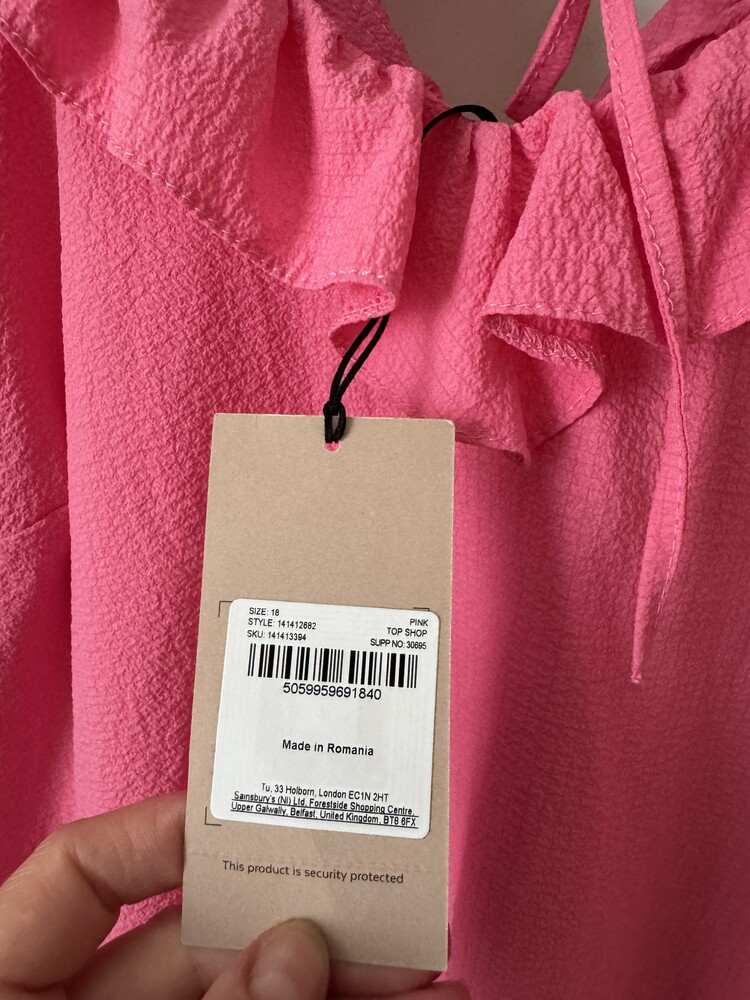 SIZE: 18
STYLE: 141412682
SKU: 141413394
PINK
TOP SHOP
SUPP NO: 30695
5059959691840
Made in Romania
Tu, 33 Holborn, London EC1N 2HT
Sainsbury's (NI) Ltd, Forestside Shopping Centre,
Upper Galwally, Belfast, United Kingdom, BT8 6FX
This product is security protected